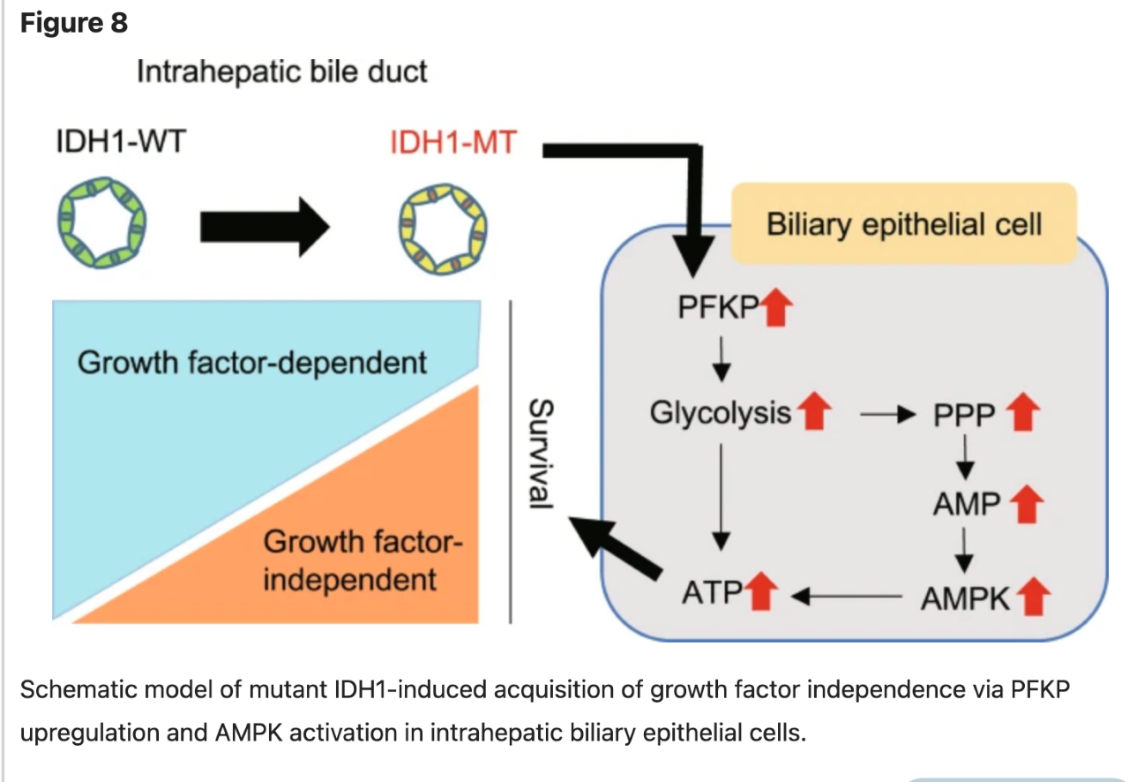 Figure 8
Intrahepatic bile duct
IDH1-WT
IDH1-MT
Biliary epithelial cell
PFKP
Glycolysis
PPP
AMP
AMPK
ATP
Growth factor-dependent
Growth factor-
independent
Survival
Schematic model of mutant IDH1-induced acquisition of growth factor independence via PFKP
upregulation and AMPK activation in intrahepatic biliary epithelial cells.